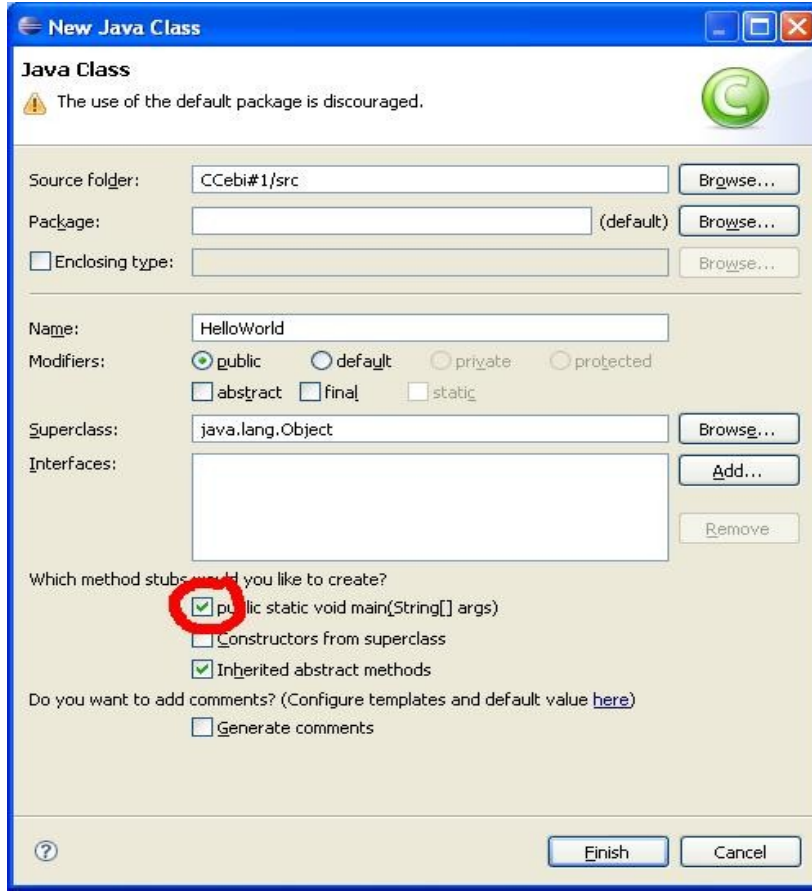 New Java Class
Java Class
The use of the default package is discouraged.
Source folder: CCebi#1/src Browse...
Package: (default) Browse...
Enclosing type: Browse...
Name: HelloWorld
Modifiers: public default private protected
abstract final static
Superclass: java.lang.Object Browse...
Interfaces: Add...
Remove
Which method stubs would you like to create?
public static void main(String[] args)
Constructors from superclass
Inherited abstract methods
Do you want to add comments? (Configure templates and default value here)
Generate comments
? Finish Cancel